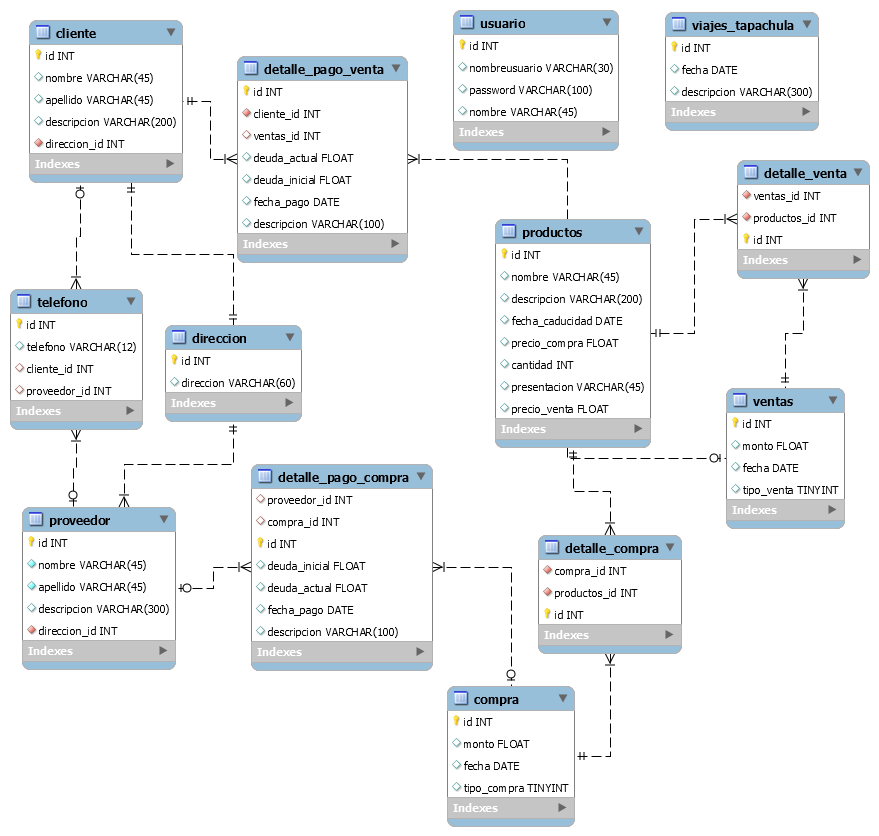 cliente
id INT
nombre VARCHAR(45)
apellido VARCHAR(45)
descripcion VARCHAR(200)
direccion_id INT
Indexes
detalle_pago_venta
id INT
cliente_id INT
ventas_id INT
deuda_actual FLOAT
deuda_inicial FLOAT
fecha_pago DATE
descripcion VARCHAR(100)
Indexes
usuario
id INT
nombreusuario VARCHAR(30)
password VARCHAR(100)
nombre VARCHAR(45)
Indexes
viajes_tapachula
id INT
fecha DATE
descripcion VARCHAR(300)
Indexes
detalle_venta
ventas_id INT
productos_id INT
id INT
Indexes
productos
id INT
nombre VARCHAR(45)
descripcion VARCHAR(200)
fecha_caducidad DATE
precio_compra FLOAT
cantidad INT
presentacion VARCHAR(45)
precio_venta FLOAT
Indexes
telefono
id INT
telefono VARCHAR(12)
cliente_id INT
proveedor_id INT
Indexes
direccion
id INT
direccion VARCHAR(60)
Indexes
ventas
id INT
monto FLOAT
fecha DATE
tipo_venta TINYINT
Indexes
detalle_pago_compra
proveedor_id INT
compra_id INT
id INT
deuda_inicial FLOAT
deuda_actual FLOAT
fecha_pago DATE
descripcion VARCHAR(100)
Indexes
proveedor
id INT
nombre VARCHAR(45)
apellido VARCHAR(45)
descripcion VARCHAR(300)
direccion_id INT
Indexes
detalle_compra
compra_id INT
productos_id INT
id INT
Indexes
compra
id INT
monto FLOAT
fecha DATE
tipo_compra TINYINT
Indexes